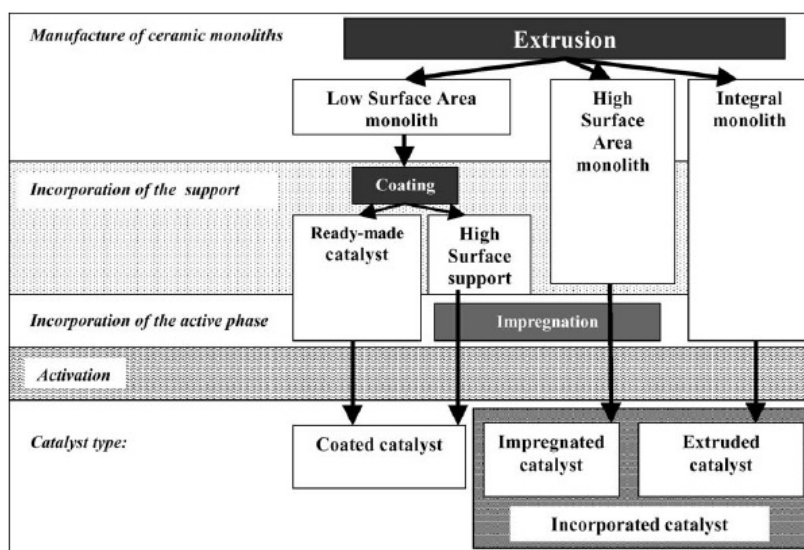 Manufacture of ceramic monoliths
Extrusion
Low Surface Area
monolith
High
Surface
Area
monolith
Integral
monolith
Incorporation of the support
Coating
Ready-made
catalyst
High
Surface
support
Incorporation of the active phase
Impregnation
Activation
Catalyst type:
Coated catalyst
Impregnated
catalyst
Extruded
catalyst
Incorporated catalyst